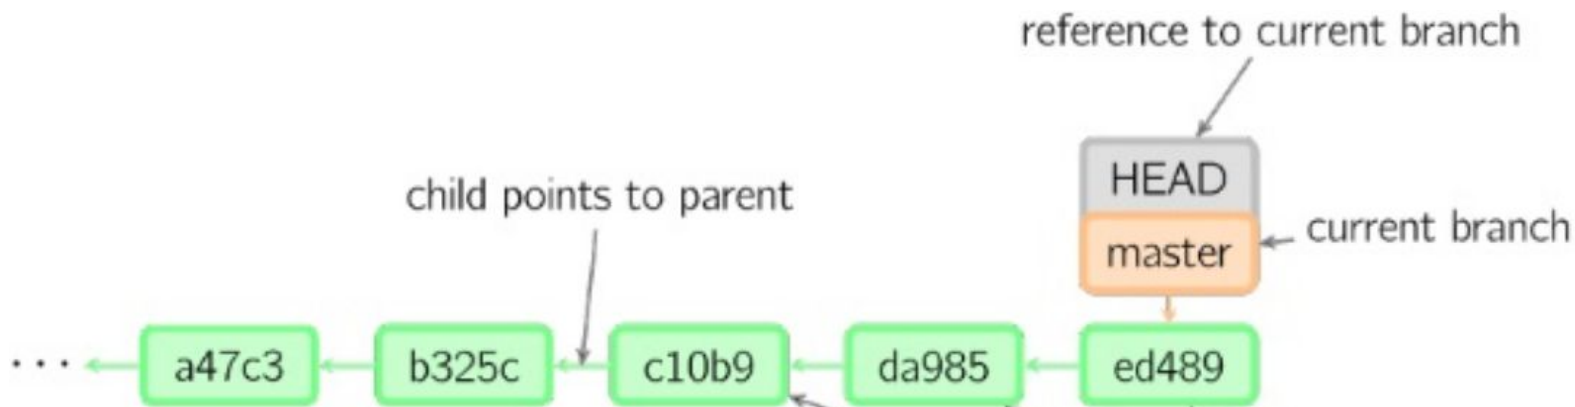 reference to current branch
HEAD
child points to parent
master
current branch
... a47c3 b325c c10b9 da985 ed489